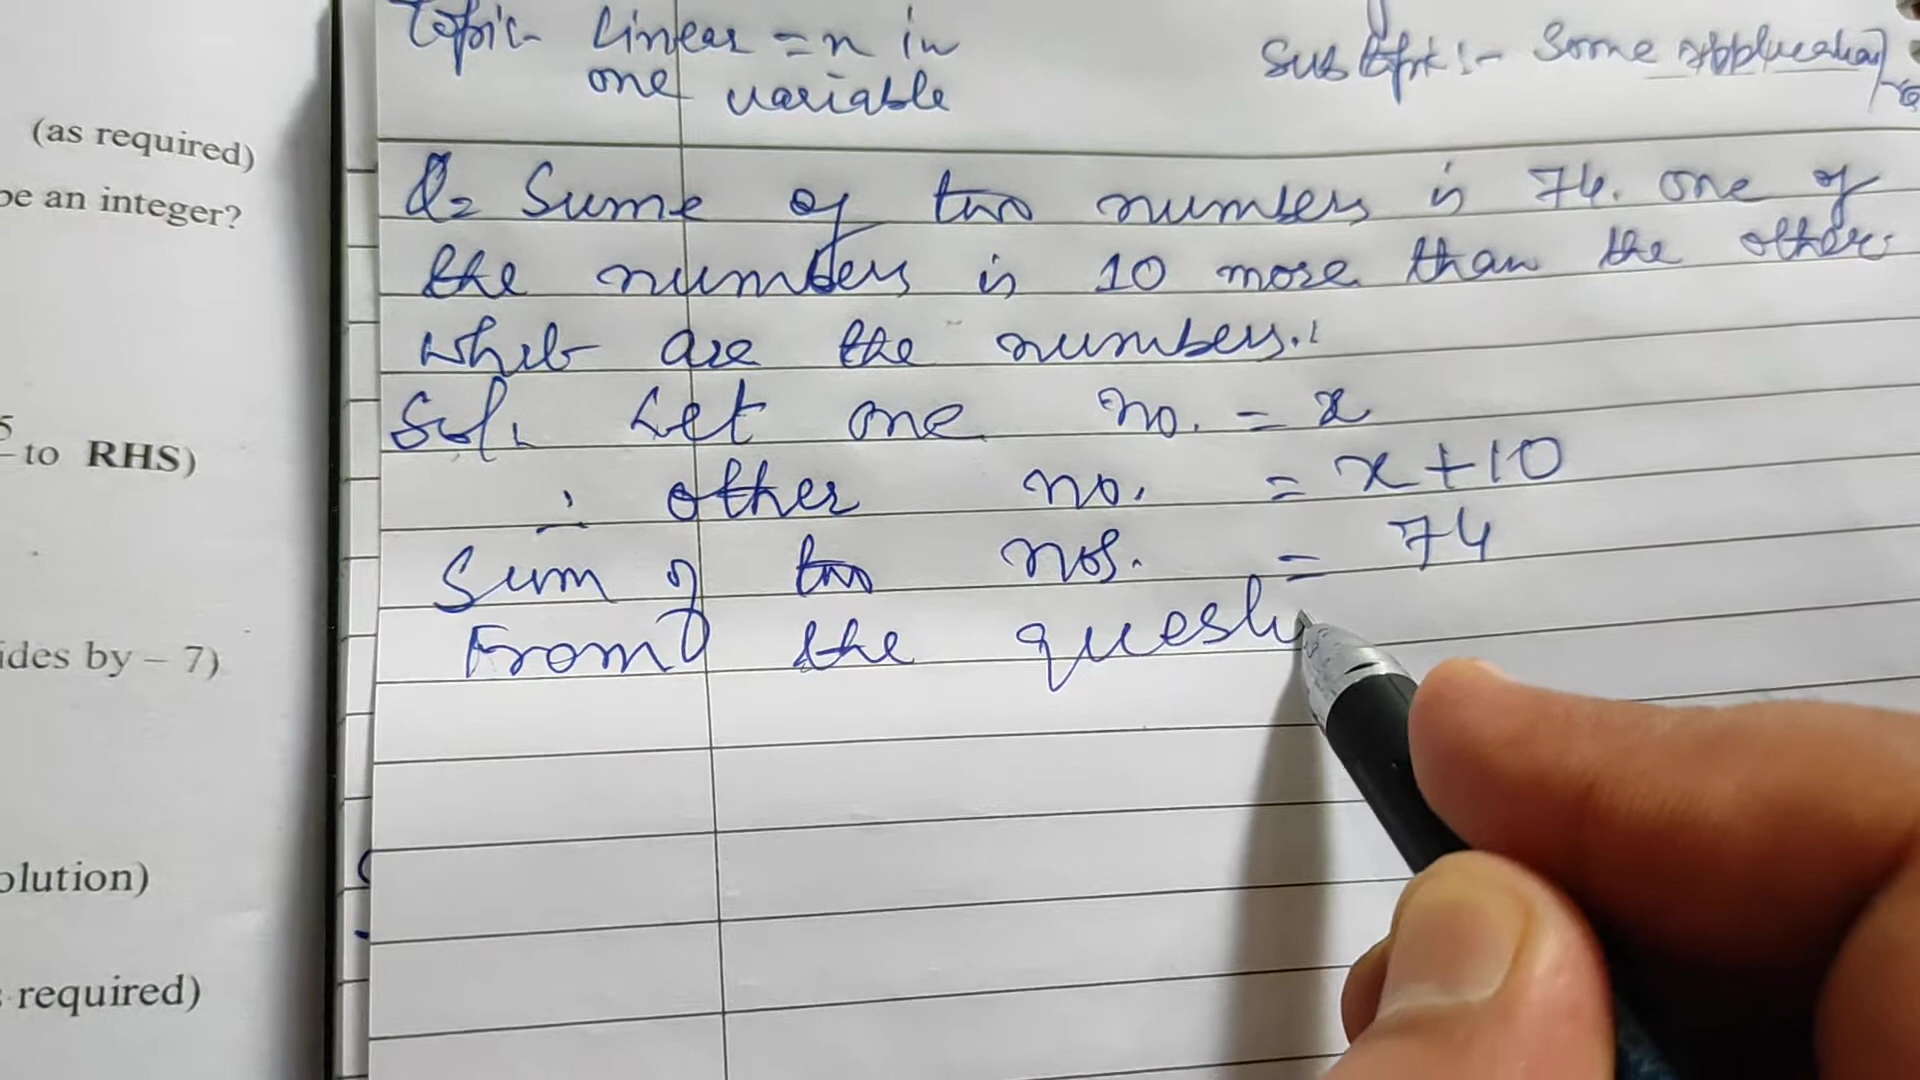 Topic:- Linear =n in
one variable
Sub topic:- Some Application
(as required)
be an integer?
Q= Sume of two numbers is 74. One of
the numbers is 10 more than the other.
What are the numbers.
Sol. Let one no. = x
∴ other no. = x+10
Sum of two nos. = 74
From the questi
5
to RHS)
ides by – 7)
olution)
required)